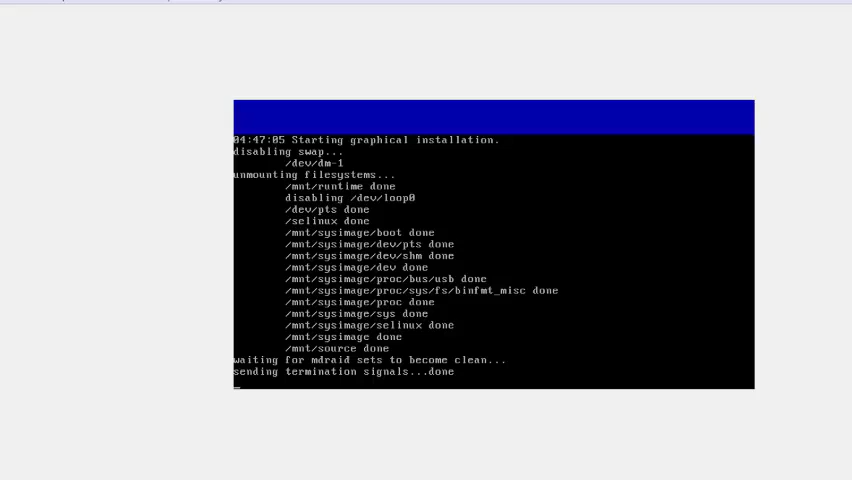 04:47:05 Starting graphical installation.
disabling swap...
/dev/dm-1
unmounting filesystems...
/mnt/runtime done
disabling /dev/loop0
/dev/pts done
/selinux done
/mnt/sysimage/boot done
/mnt/sysimage/dev/pts done
/mnt/sysimage/dev/shm done
/mnt/sysimage/dev done
/mnt/sysimage/proc/bus/usb done
/mnt/sysimage/proc/sys/fs/binfmt_misc done
/mnt/sysimage/proc done
/mnt/sysimage/sys done
/mnt/sysimage/selinux done
/mnt/sysimage done
/mnt/source done
waiting for mdraid sets to become clean...
sending termination signals...done